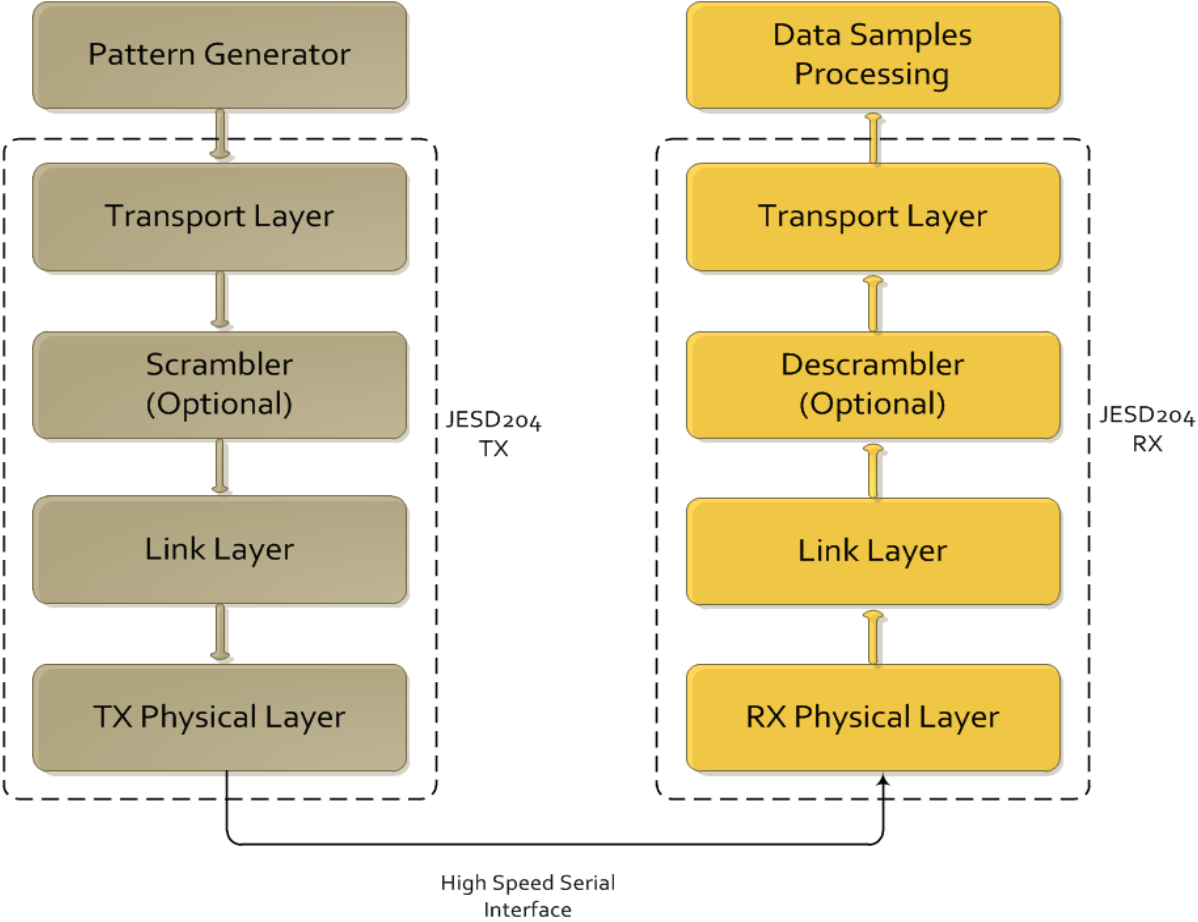 Pattern Generator
Transport Layer
Scrambler
(Optional)
Link Layer
TX Physical Layer
JESD204
TX
Data Samples
Processing
Transport Layer
Descrambler
(Optional)
Link Layer
RX Physical Layer
JESD204
RX
High Speed Serial
Interface